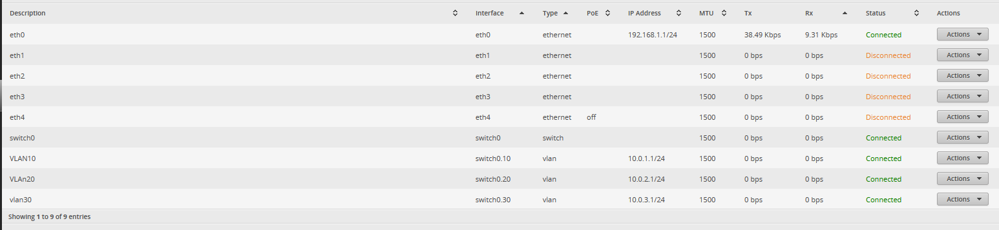 Description Interface Type PoE IP Address MTU Tx Rx Status Actions
eth0 eth0 ethernet 192.168.1.1/24 1500 38.49 Kbps 9.31 Kbps Connected Actions
eth1 eth1 ethernet 1500 0 bps 0 bps Disconnected Actions
eth2 eth2 ethernet 1500 0 bps 0 bps Disconnected Actions
eth3 eth3 ethernet 1500 0 bps 0 bps Disconnected Actions
eth4 eth4 ethernet off 1500 0 bps 0 bps Disconnected Actions
switch0 switch0 switch 1500 0 bps 0 bps Connected Actions
VLAN10 switch0.10 vlan 10.0.1.1/24 1500 0 bps 0 bps Connected Actions
VLAn20 switch0.20 vlan 10.0.2.1/24 1500 0 bps 0 bps Connected Actions
vlan30 switch0.30 vlan 10.0.3.1/24 1500 0 bps 0 bps Connected Actions
Showing 1 to 9 of 9 entries